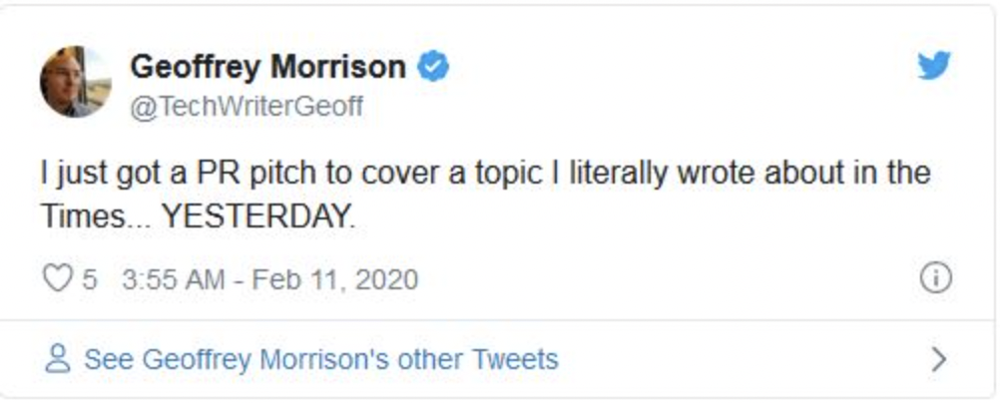 Geoffrey Morrison
@TechWriterGeoff
I just got a PR pitch to cover a topic I literally wrote about in the
Times... YESTERDAY.
5 3:55 AM - Feb 11, 2020
See Geoffrey Morrison's other Tweets